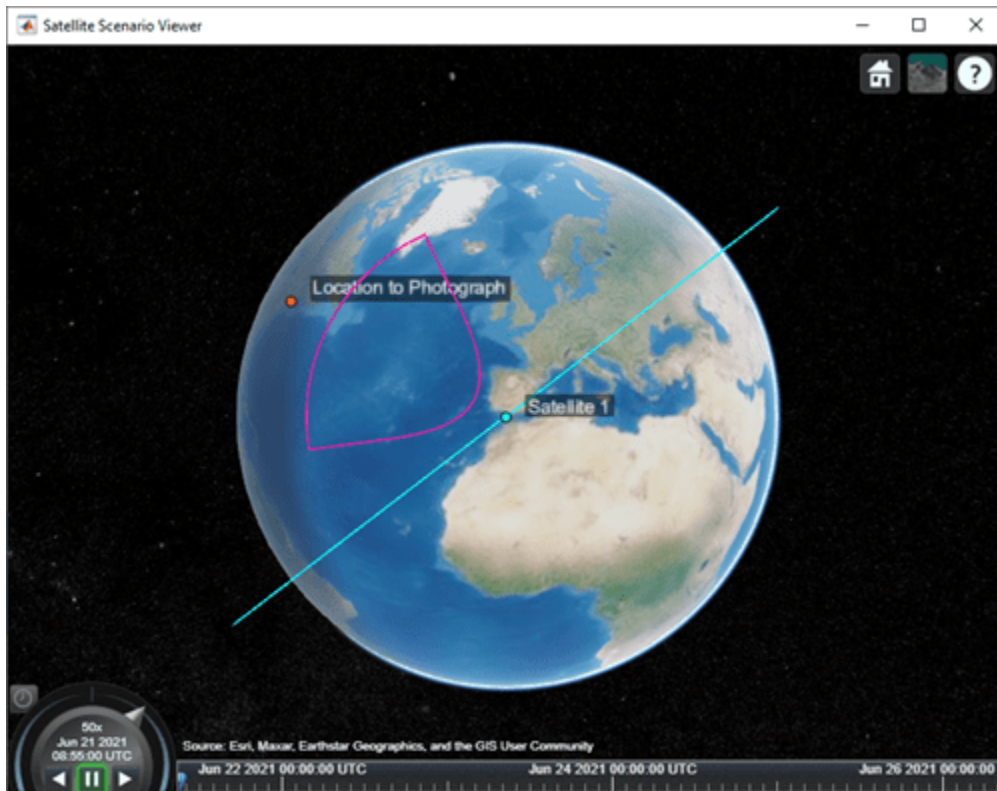 Satellite Scenario Viewer
?
Location to Photograph
Satellite 1
50x
Jun 21 2021
08:55:00 UTC
Source: Esri, Maxar, Earthstar Geographics, and the GIS User Community
Jun 22 2021 00:00:00 UTC
Jun 24 2021 00:00:00 UTC
Jun 26 2021 00:00:00